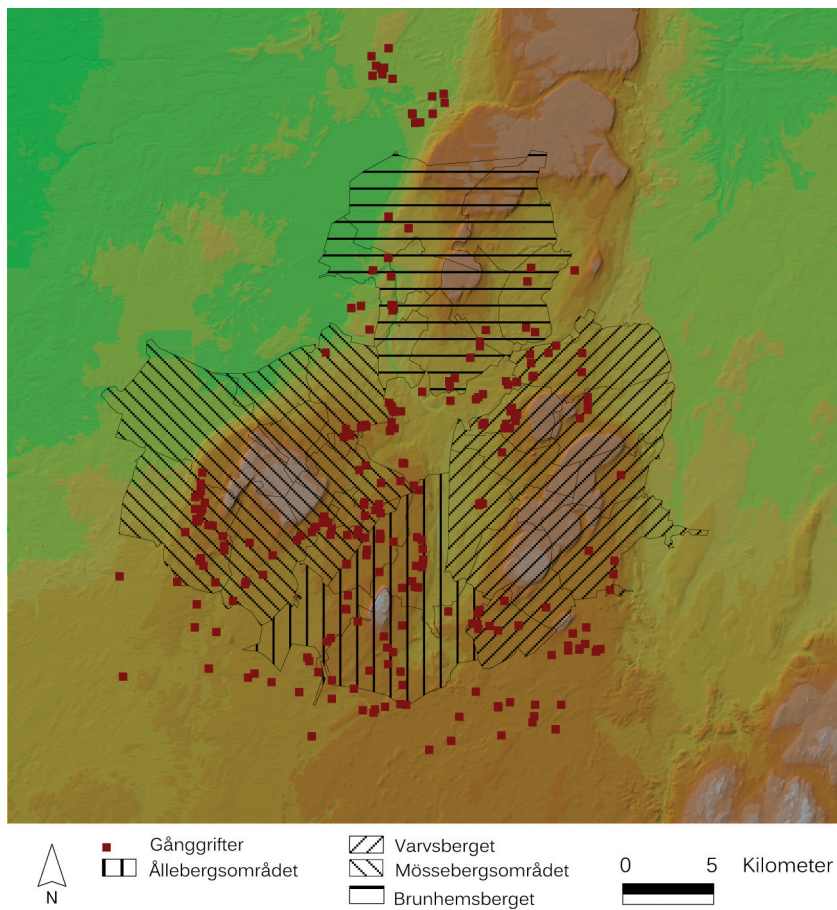 Gånggrifter
Ållebergsområdet
Varvsberget
Mössebergsområdet
Brunhemsberget
0 5 Kilometer
N